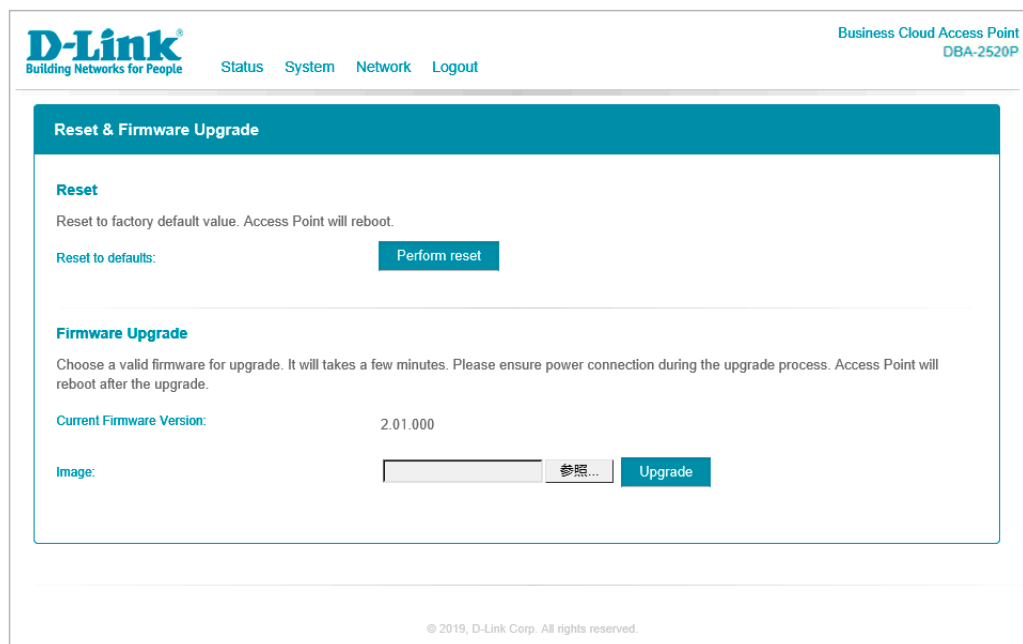 D-Link®
Building Networks for People
Status System Network Logout
Business Cloud Access Point
DBA-2520P
Reset & Firmware Upgrade
Reset
Reset to factory default value. Access Point will reboot.
Reset to defaults:
Perform reset
Firmware Upgrade
Choose a valid firmware for upgrade. It will takes a few minutes. Please ensure power connection during the upgrade process. Access Point will
reboot after the upgrade.
Current Firmware Version:
2.01.000
Image:
参照...
Upgrade
© 2019, D-Link Corp. All rights reserved.